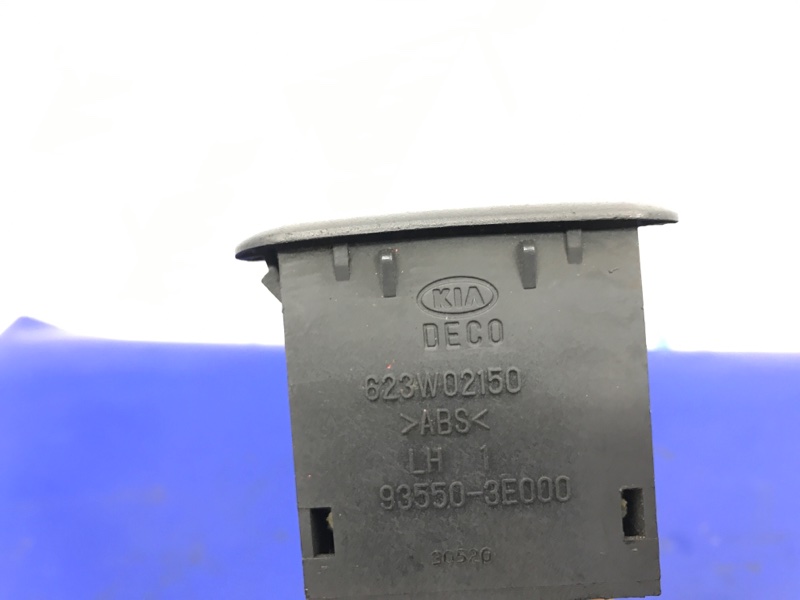 KIA
DECO
623W02150
>ABS<
LH 1
93550-3E000